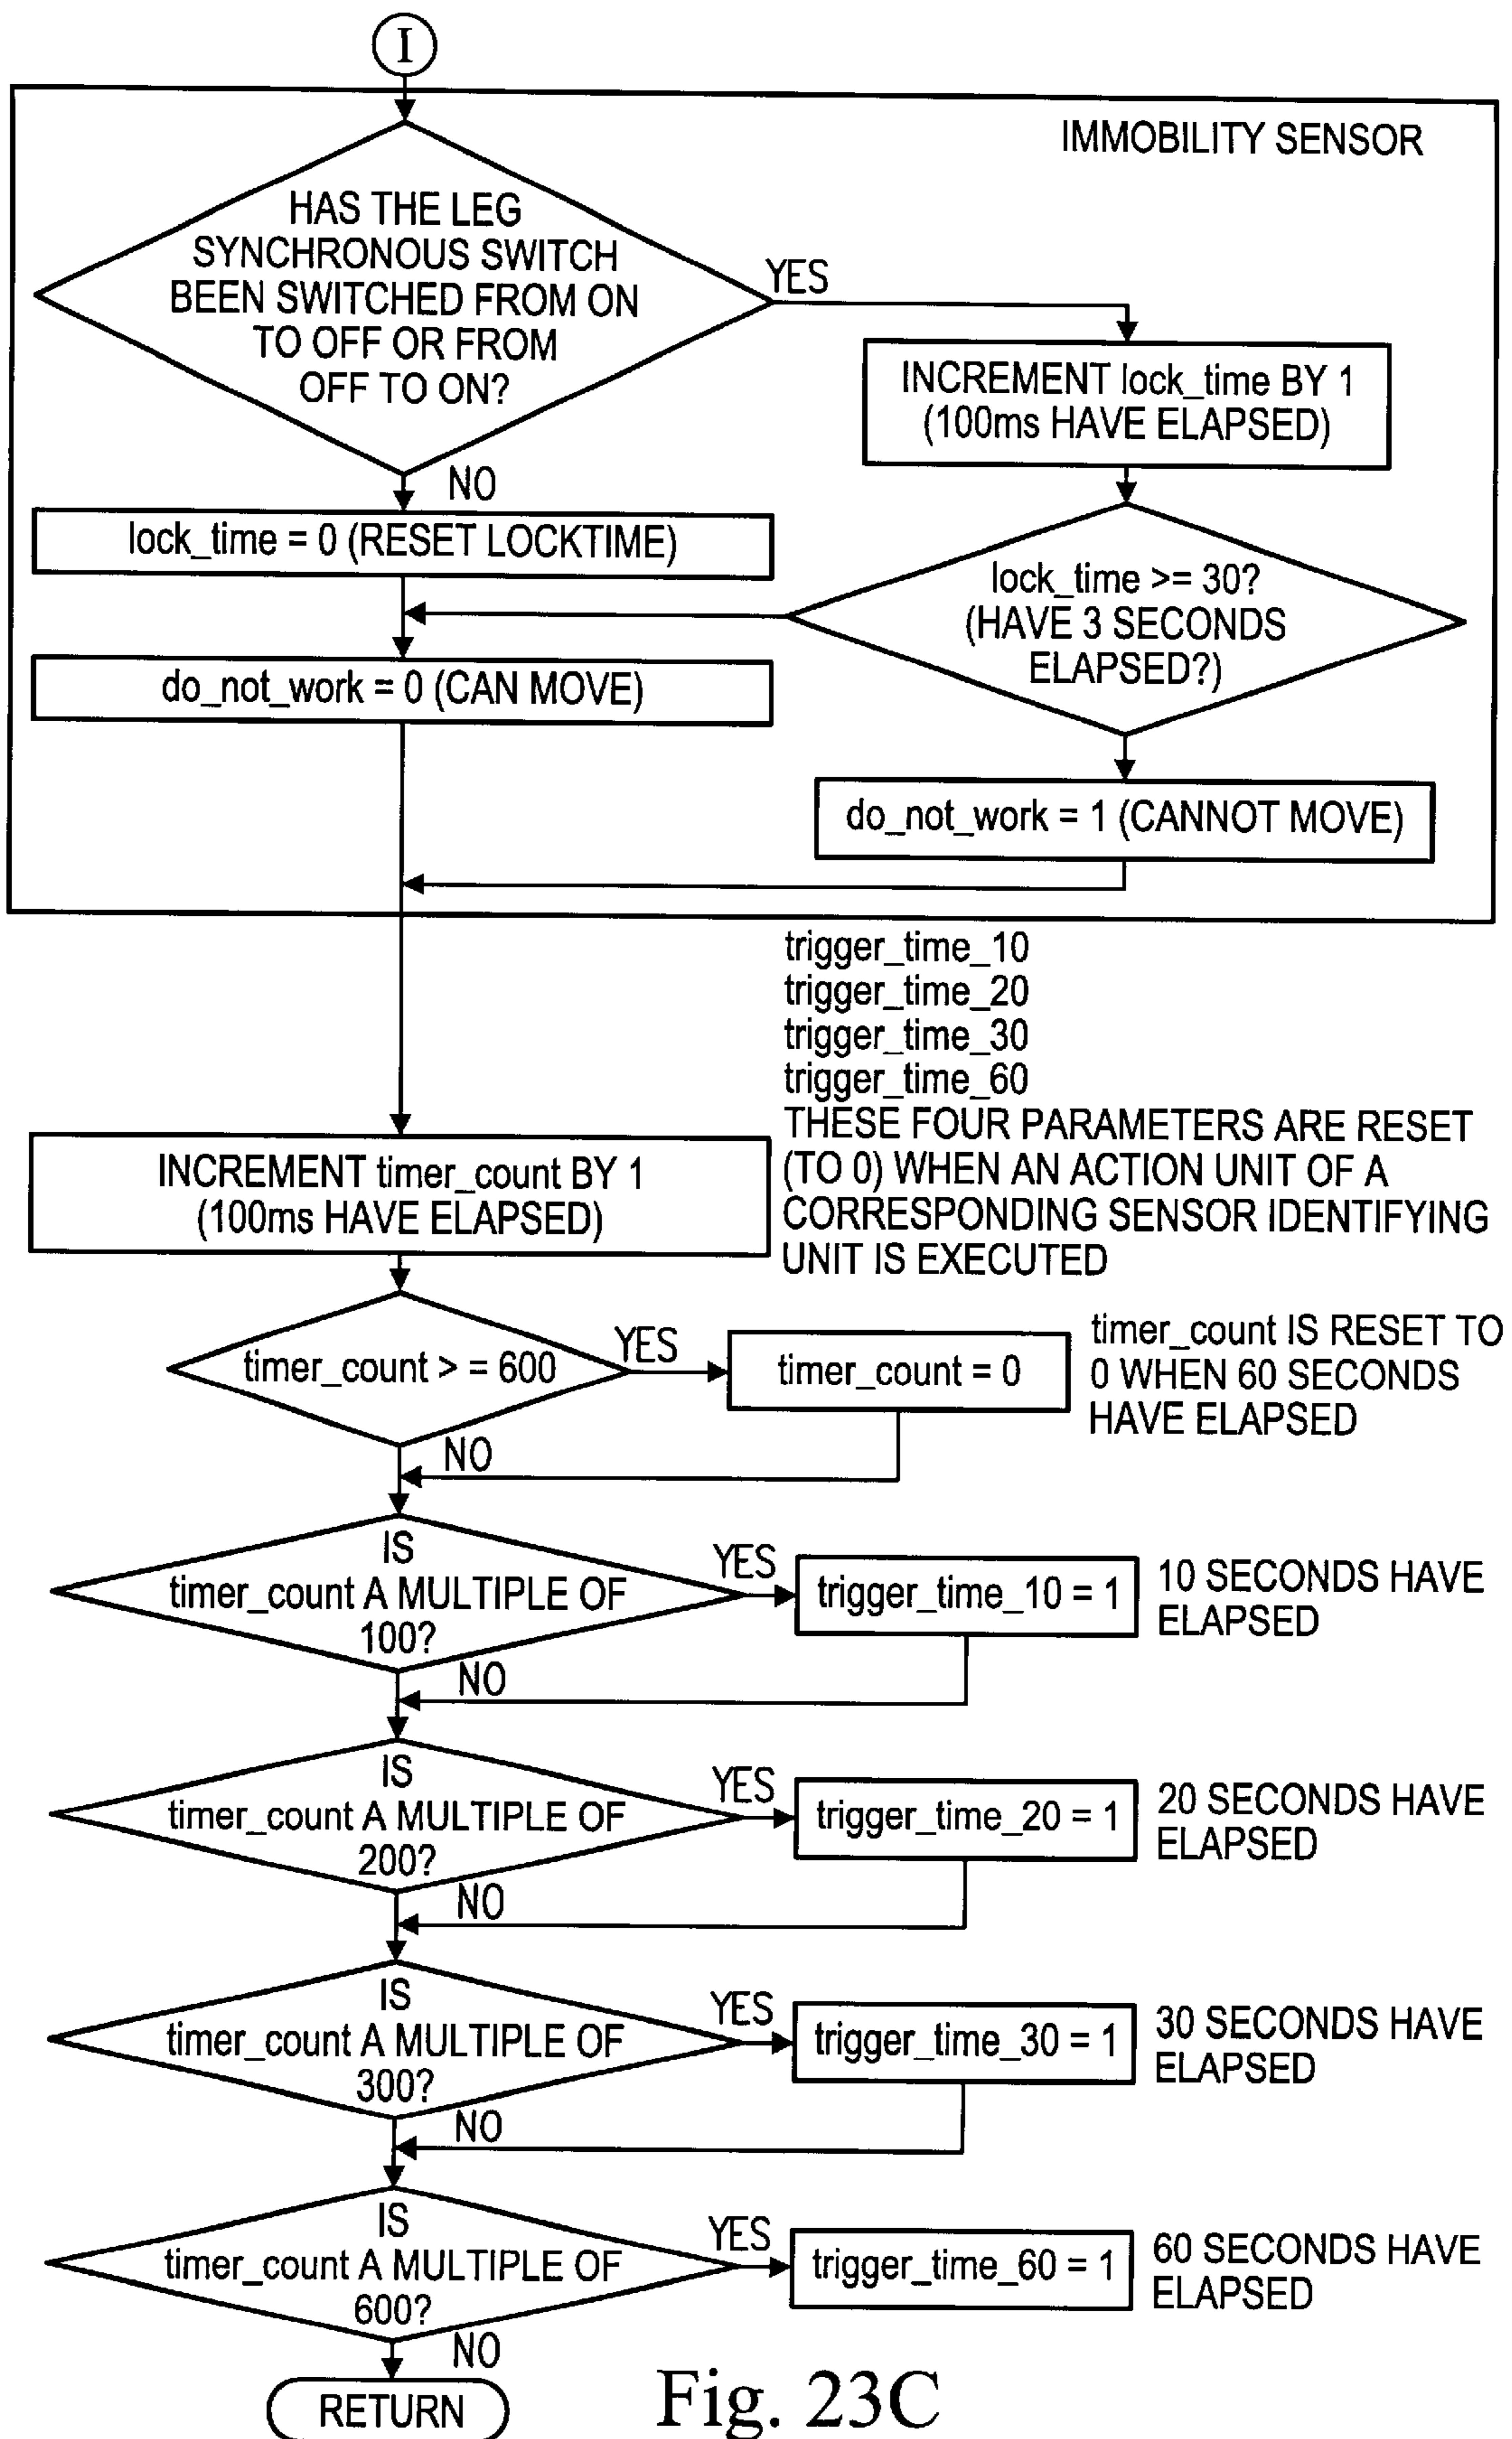 I
IMMOBILITY SENSOR
HAS THE LEG
SYNCHRONOUS SWITCH
BEEN SWITCHED FROM ON
TO OFF OR FROM
OFF TO ON?
YES
INCREMENT lock_time BY 1
(100ms HAVE ELAPSED)
NO
lock_time = 0 (RESET LOCKTIME)
lock_time >= 30?
(HAVE 3 SECONDS
ELAPSED?)
do_not_work = 0 (CAN MOVE)
do_not_work = 1 (CANNOT MOVE)
trigger_time_10
trigger_time_20
trigger_time_30
trigger_time_60
THESE FOUR PARAMETERS ARE RESET
(TO 0) WHEN AN ACTION UNIT OF A
CORRESPONDING SENSOR IDENTIFYING
UNIT IS EXECUTED
INCREMENT timer_count BY 1
(100ms HAVE ELAPSED)
timer_count > = 600
YES
timer_count = 0
timer_count IS RESET TO
0 WHEN 60 SECONDS
HAVE ELAPSED
NO
IS
timer_count A MULTIPLE OF
100?
YES
trigger_time_10 = 1
10 SECONDS HAVE
ELAPSED
NO
IS
timer_count A MULTIPLE OF
200?
YES
trigger_time_20 = 1
20 SECONDS HAVE
ELAPSED
NO
IS
timer_count A MULTIPLE OF
300?
YES
trigger_time_30 = 1
30 SECONDS HAVE
ELAPSED
NO
IS
timer_count A MULTIPLE OF
600?
YES
trigger_time_60 = 1
60 SECONDS HAVE
ELAPSED
NO
RETURN
Fig. 23C